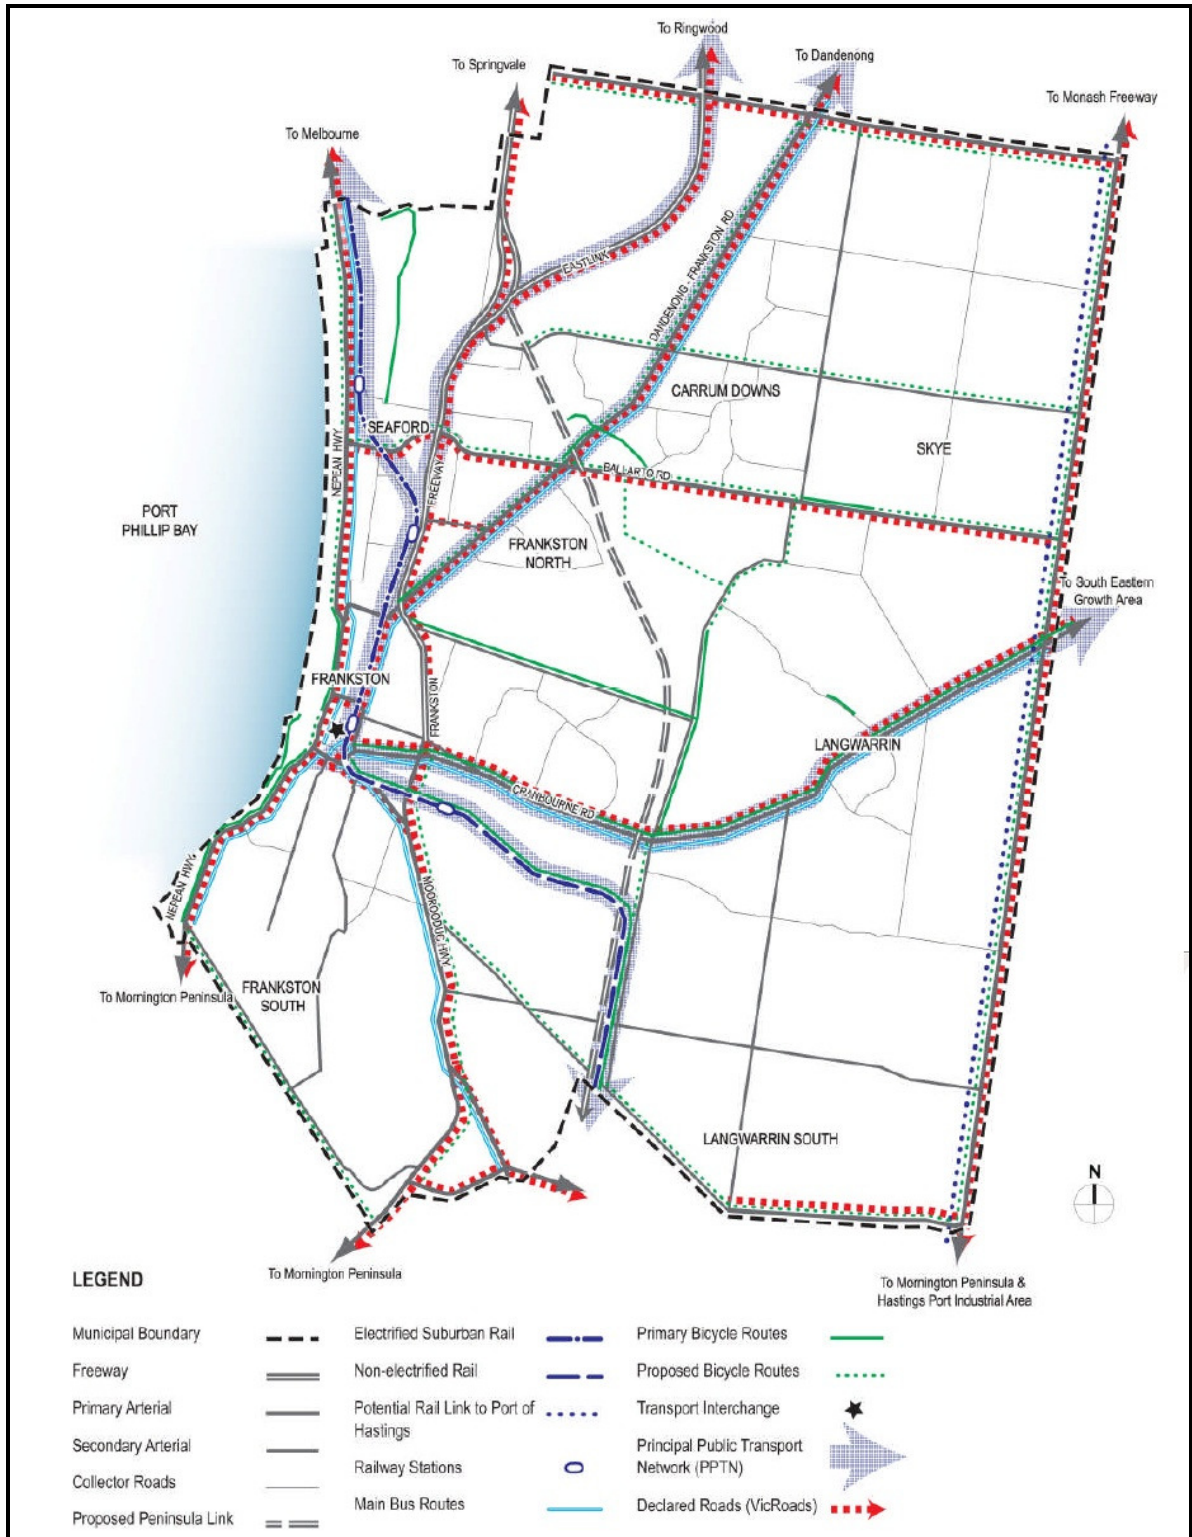 To Ringwood
To Dandenong
To Springvale
To Monash Freeway
To Melbourne
EASTLINK
DANDENONG - FRANKSTON RD
CARRUM DOWNS
SEAFORD
NEPEAN HWY
SKYE
FREEWAY
BALLARTO RD
PORT
PHILLIP BAY
FRANKSTON
NORTH
To South Eastern
Growth Area
FRANKSTON
FRANKSTON
LANGWARRIN
CRANBOURNE RD
NEPEAN HWY
MOOROODUC HWY
To Mornington Peninsula
FRANKSTON
SOUTH
LANGWARRIN SOUTH
N
To Mornington Peninsula
To Mornington Peninsula &
Hastings Port Industrial Area
LEGEND
Municipal Boundary
Freeway
Primary Arterial
Secondary Arterial
Collector Roads
Proposed Peninsula Link
Electrified Suburban Rail
Non-electrified Rail
Potential Rail Link to Port of
Hastings
Railway Stations
Main Bus Routes
Primary Bicycle Routes
Proposed Bicycle Routes
Transport Interchange
Principal Public Transport
Network (PPTN)
Declared Roads (VicRoads)